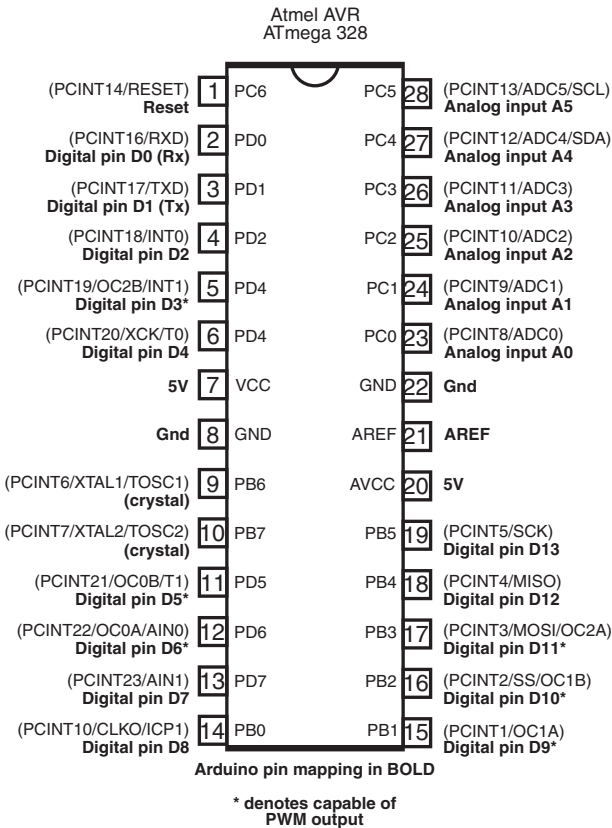 Atmel AVR
ATmega 328
(PCINT14/RESET) 1 PC6 PC5 28 (PCINT13/ADC5/SCL)
Reset Analog input A5
(PCINT16/RXD) 2 PD0 PC4 27 (PCINT12/ADC4/SDA)
Digital pin D0 (Rx) Analog input A4
(PCINT17/TXD) 3 PD1 PC3 26 (PCINT11/ADC3)
Digital pin D1 (Tx) Analog input A3
(PCINT18/INT0) 4 PD2 PC2 25 (PCINT10/ADC2)
Digital pin D2 Analog input A2
(PCINT19/OC2B/INT1) 5 PD4 PC1 24 (PCINT9/ADC1)
Digital pin D3* Analog input A1
(PCINT20/XCK/T0) 6 PD4 PC0 23 (PCINT8/ADC0)
Digital pin D4 Analog input A0
5V 7 VCC GND 22 Gnd
Gnd 8 GND AREF 21 AREF
(PCINT6/XTAL1/TOSC1) 9 PB6 AVCC 20 5V
(crystal)
(PCINT7/XTAL2/TOSC2) 10 PB7 PB5 19 (PCINT5/SCK)
(crystal) Digital pin D13
(PCINT21/OC0B/T1) 11 PD5 PB4 18 (PCINT4/MISO)
Digital pin D5* Digital pin D12
(PCINT22/OC0A/AIN0) 12 PD6 PB3 17 (PCINT3/MOSI/OC2A)
Digital pin D6* Digital pin D11*
(PCINT23/AIN1) 13 PD7 PB2 16 (PCINT2/SS/OC1B)
Digital pin D7 Digital pin D10*
(PCINT10/CLKO/ICP1) 14 PB0 PB1 15 (PCINT1/OC1A)
Digital pin D8 Digital pin D9*
Arduino pin mapping in BOLD
* denotes capable of
PWM output